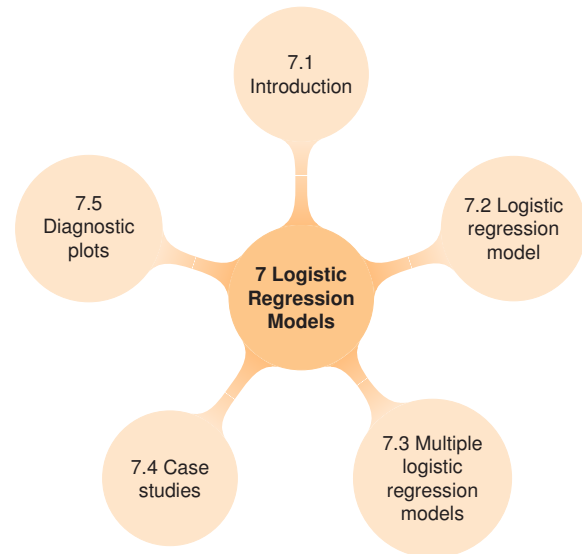 7.1
Introduction
7.2 Logistic
regression
model
7.3 Multiple
logistic
regression
models
7.4 Case
studies
7.5
Diagnostic
plots
7 Logistic
Regression
Models